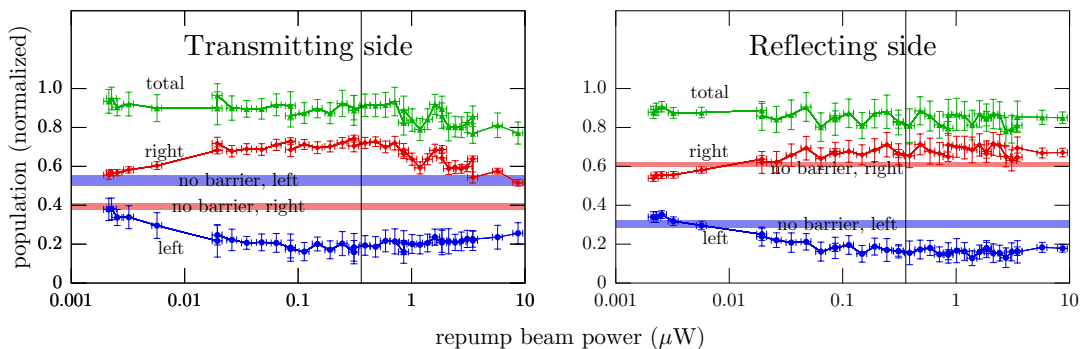 Transmitting side
Reflecting side
population (normalized)
1.0
0.8
0.6
0.4
0.2
0
total
right
no barrier, left
no barrier, right
left
0.001
0.01
0.1
1
10
1.0
0.8
0.6
0.4
0.2
0
total
right
no barrier, right
no barrier, left
left
0.001
0.01
0.1
1
10
repump beam power (μW)